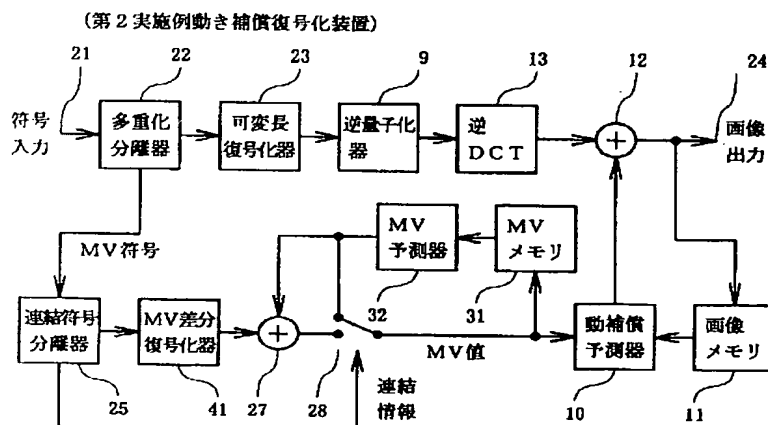 (第2実施例動き補償復号化装置)
21
22
23
9
13
12
24
符号
入力
多重化
分離器
可変長
復号化器
逆量子化
器
逆
DCT
画像
出力
MV符号
MV
予測器
MV
メモリ
32
31
連結符号
分離器
MV差分
復号化器
MV値
動補償
予測器
画像
メモリ
25
41
27
28
連結
情報
10
11